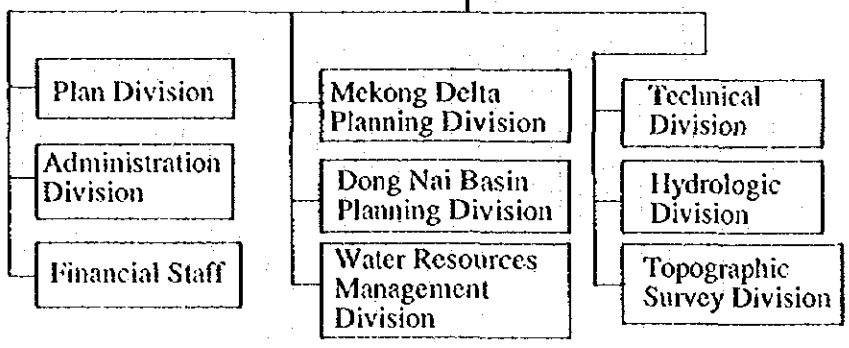 Plan Division
Administration
Division
Financial Staff
Mekong Delta
Planning Division
Dong Nai Basin
Planning Division
Water Resources
Management
Division
Technical
Division
Hydrologic
Division
Topographic
Survey Division